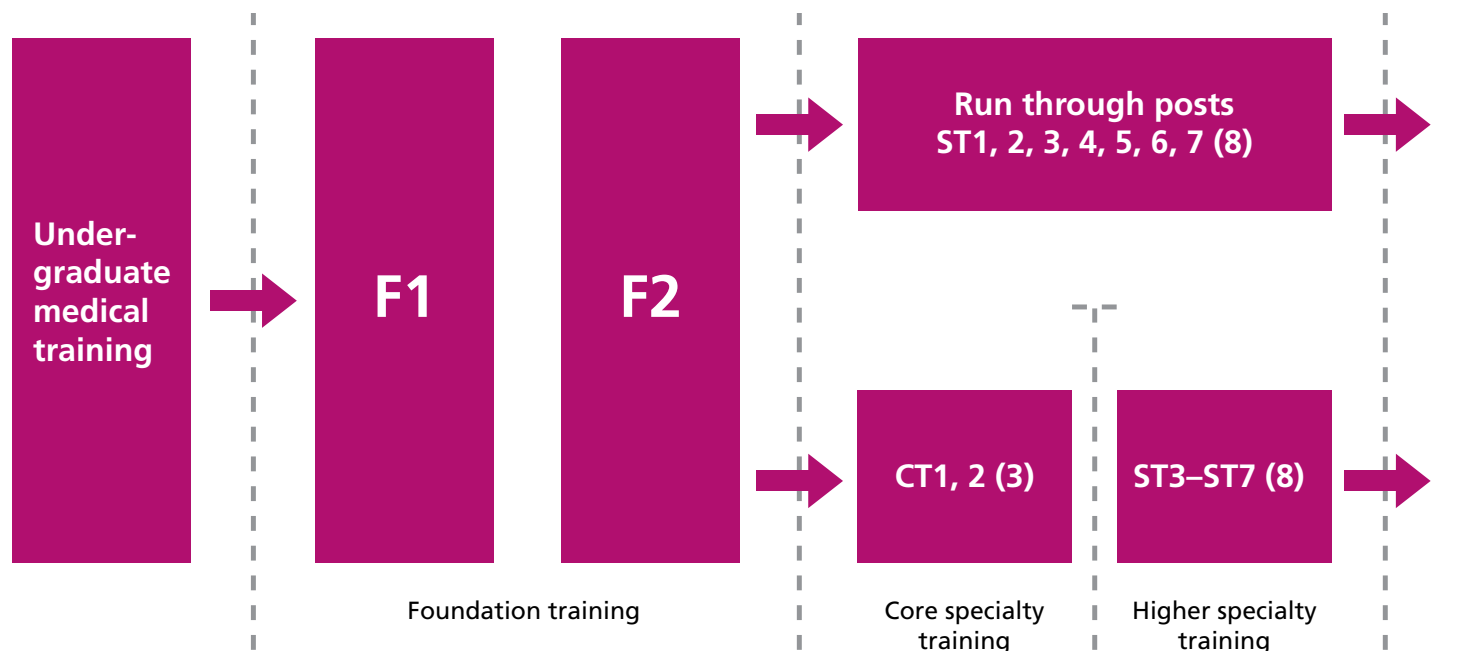 Under-
graduate
medical
training
F1
F2
Run through posts
ST1, 2, 3, 4, 5, 6, 7 (8)
CT1, 2 (3)
ST3–ST7 (8)
Foundation training
Core specialty
training
Higher specialty
training